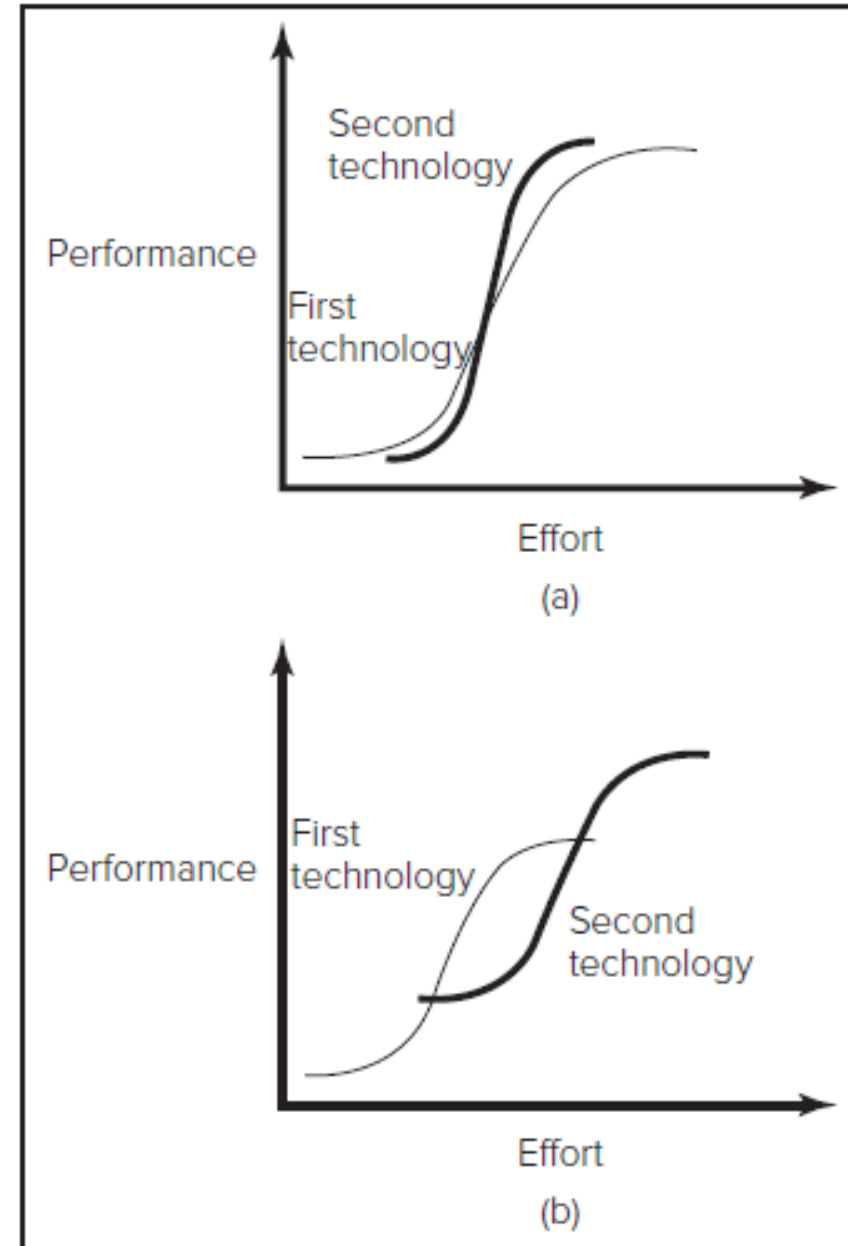 Second
technology
Performance
First
technology
Effort
(a)
First
technology
Performance
Second
technology
Effort
(b)